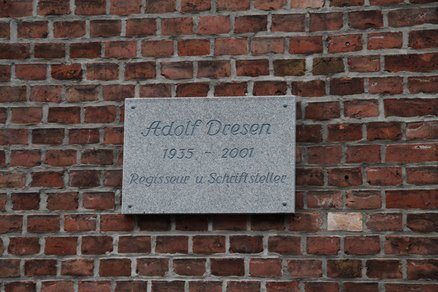 Adolf Dresen
1935 - 2001
Regisseur u. Schriftsteller